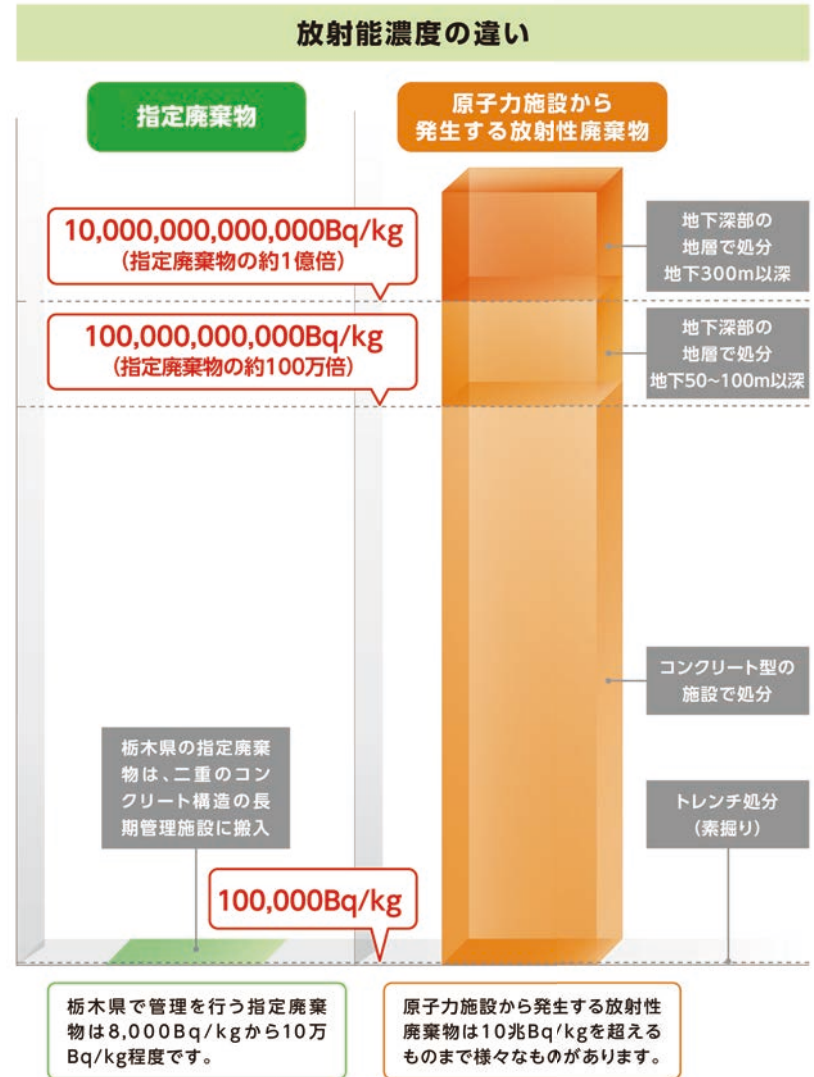 放射能濃度の違い
指定廃棄物
原子力施設から
発生する放射性廃棄物
10,000,000,000,000Bq/kg
(指定廃棄物の約1億倍)
地下深部の
地層で処分
地下300m以深
100,000,000,000Bq/kg
(指定廃棄物の約100万倍)
地下深部の
地層で処分
地下50~100m以深
コンクリート型の
施設で処分
栃木県の指定廃棄
物は、二重のコン
クリート構造の長
期管理施設に搬入
トレンチ処分
(素掘り)
100,000Bq/kg
栃木県で管理を行う指定廃棄
物は8,000Bq/kgから10万
Bq/kg程度です。
原子力施設から発生する放射性
廃棄物は10兆Bq/kgを超える
ものまで様々なものがあります。